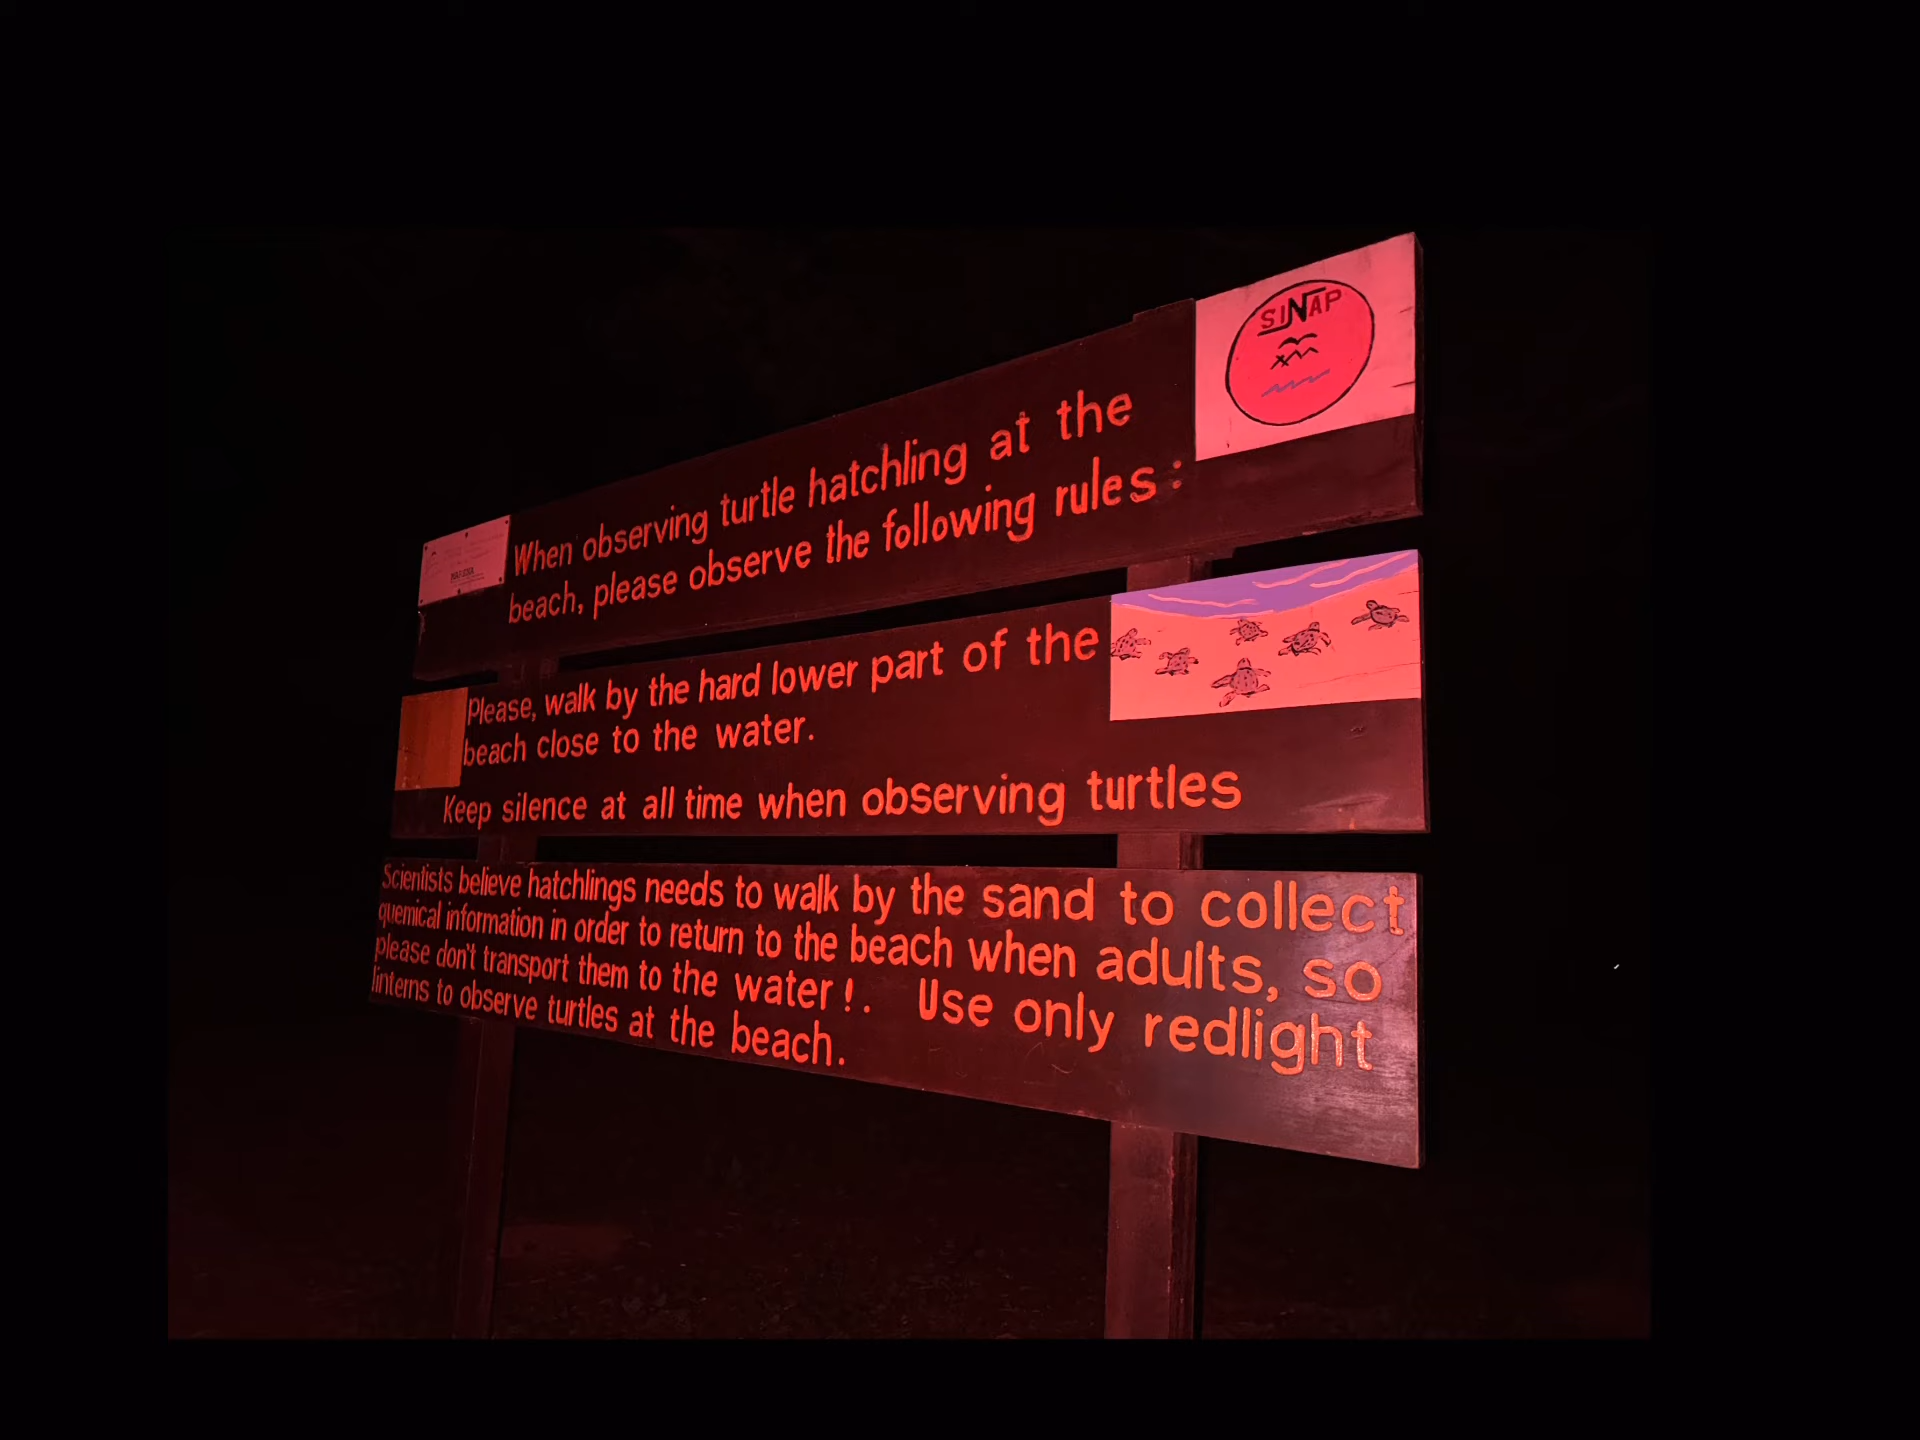 SINAP
When observing turtle hatchling at the
beach, please observe the following rules:
Please, walk by the hard lower part of the
beach close to the water.
Keep silence at all time when observing turtles
Scientists believe hatchlings needs to walk by the sand to collect
quemical information in order to return to the beach when adults, so
please don't transport them to the water!. Use only redlight
linterns to observe turtles at the beach.